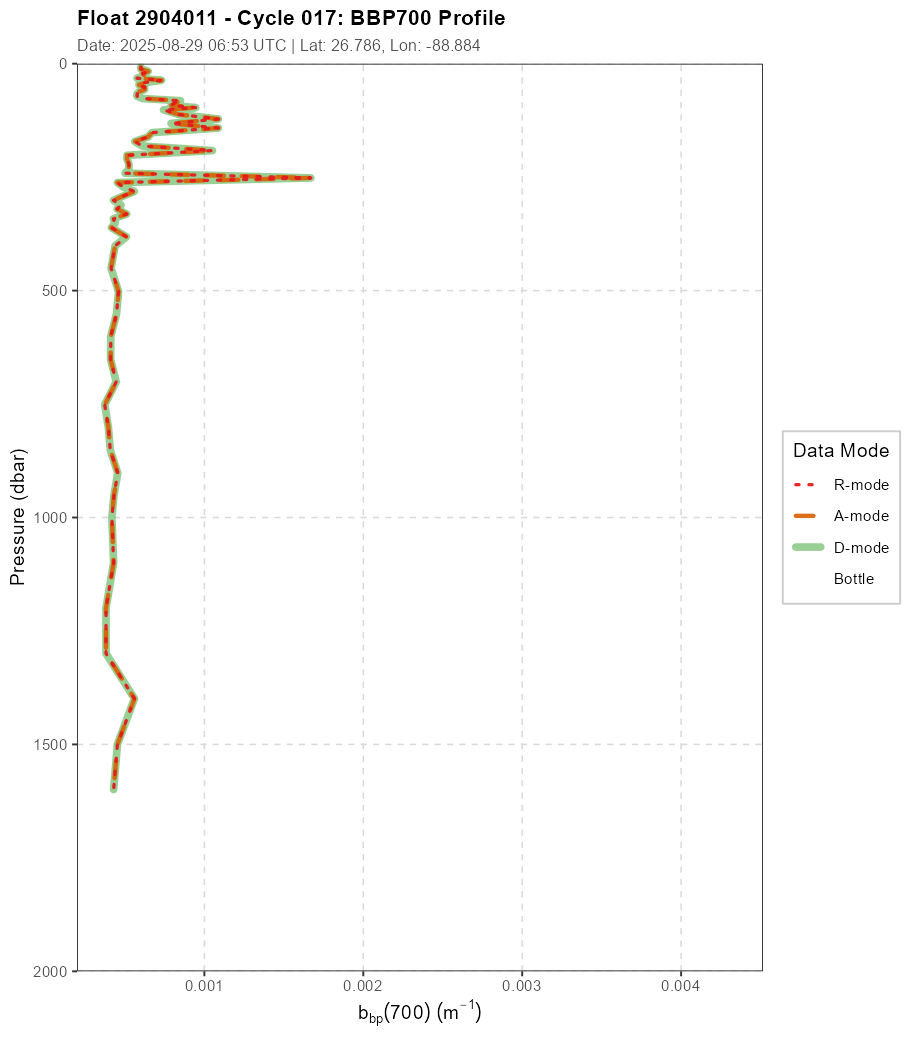 Float 2904011 - Cycle 017: BBP700 Profile
Date: 2025-08-29 06:53 UTC | Lat: 26.786, Lon: -88.884
0
500
1000
1500
2000
Pressure (dbar)
0.001 0.002 0.003 0.004
b_bp(700) (m⁻¹)
Data Mode
R-mode
A-mode
D-mode
Bottle